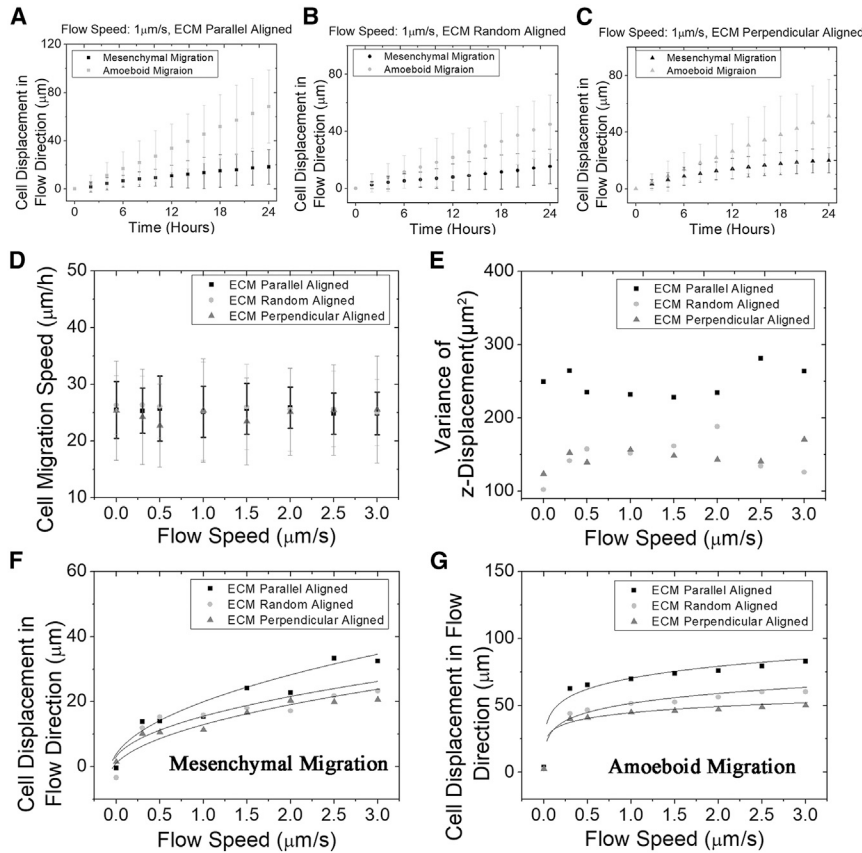 A
Flow Speed: 1μm/s, ECM Parallel Aligned
Mesenchymal Migration
Amoeboid Migraion
Cell Displacement in
Flow Direction (μm)
120
80
40
0
0 6 12 18 24
Time (Hours)
B
Flow Speed: 1μm/s, ECM Random Aligned
Mesenchymal Migration
Amoeboid Migraion
Cell Displacement in
Flow Direction (μm)
80
40
0
0 6 12 18 24
Time (Hours)
C
Flow Speed: 1μm/s, ECM Perpendicular Aligned
Mesenchymal Migration
Amoeboid Migraion
Cell Displacement in
Flow Direction (μm)
80
40
0
0 6 12 18 24
Time (Hours)
D
ECM Parallel Aligned
ECM Random Aligned
ECM Perpendicular Aligned
Cell Migration Speed (μm/h)
50
40
30
20
10
0.0 0.5 1.0 1.5 2.0 2.5 3.0
Flow Speed (μm/s)
E
ECM Parallel Aligned
ECM Random Aligned
ECM Perpendicular Aligned
Variance of
z-Displacement(μm²)
400
300
200
100
0.0 0.5 1.0 1.5 2.0 2.5 3.0
Flow Speed (μm/s)
F
ECM Parallel Aligned
ECM Random Aligned
ECM Perpendicular Aligned
Cell Displacement in
Flow Direction (μm)
60
40
20
0
Mesenchymal Migration
0.0 0.5 1.0 1.5 2.0 2.5 3.0
Flow Speed (μm/s)
G
ECM Parallel Aligned
ECM Random Aligned
ECM Perpendicular Aligned
Cell Displacement in Flow
Direction (μm)
150
100
50
0
Amoeboid Migration
0.0 0.5 1.0 1.5 2.0 2.5 3.0
Flow Speed (μm/s)